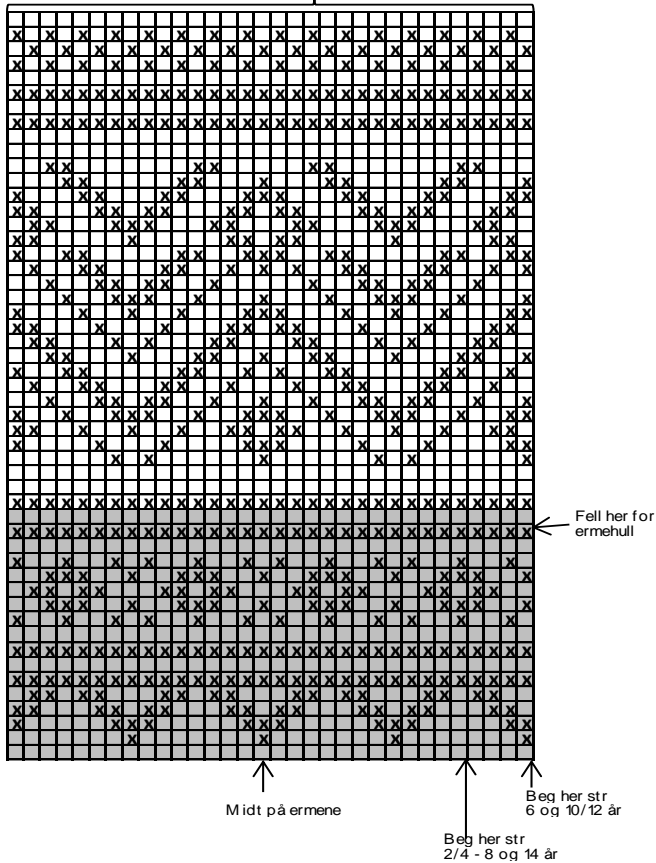 Fell her for
ermehull
Midt på ermene
Beg her str
6 og 10/12 år
Beg her str
2/4 - 8 og 14 år